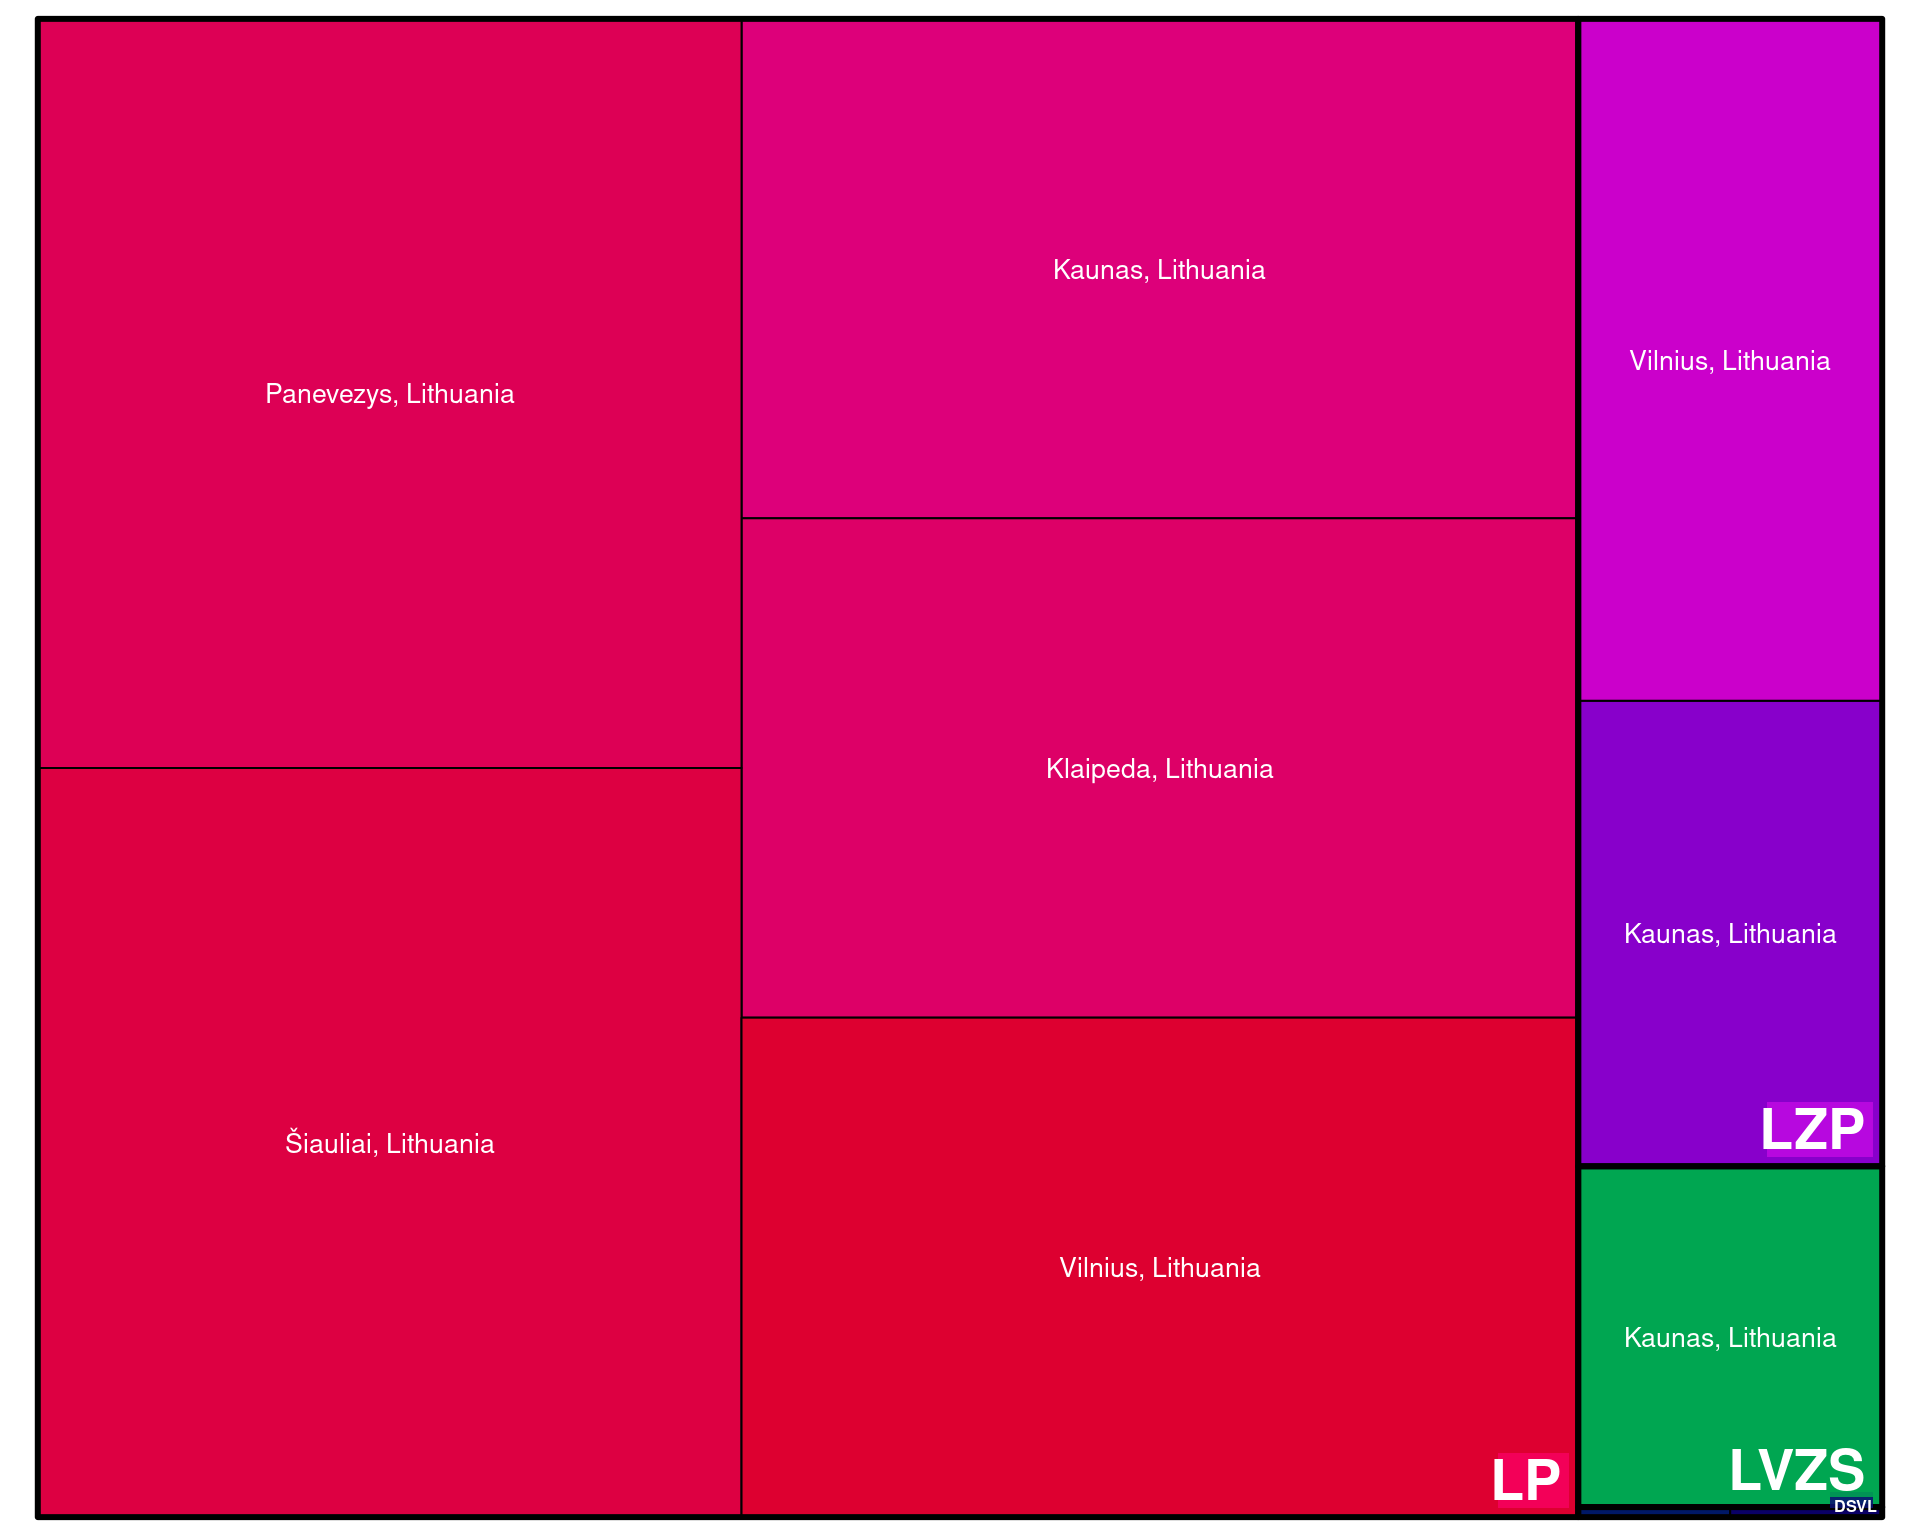 Panevezys, Lithuania
Šiauliai, Lithuania
Kaunas, Lithuania
Klaipeda, Lithuania
Vilnius, Lithuania
LP
Vilnius, Lithuania
Kaunas, Lithuania
LZP
Kaunas, Lithuania
LVZS
DSVL